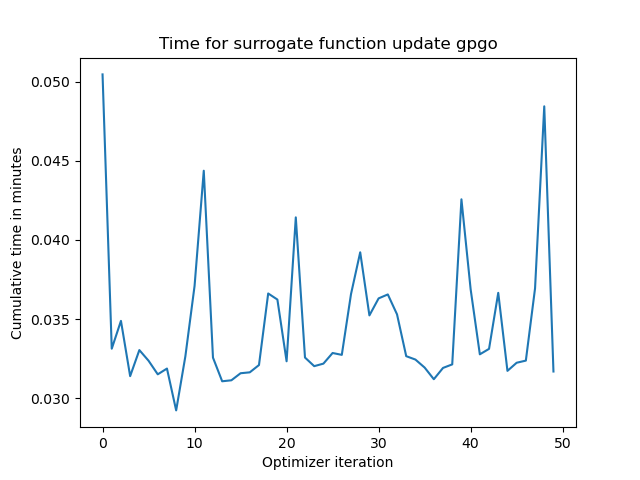 Time for surrogate function update gpgo
0.050
0.045
0.040
0.035
0.030
Cumulative time in minutes
0 10 20 30 40 50
Optimizer iteration